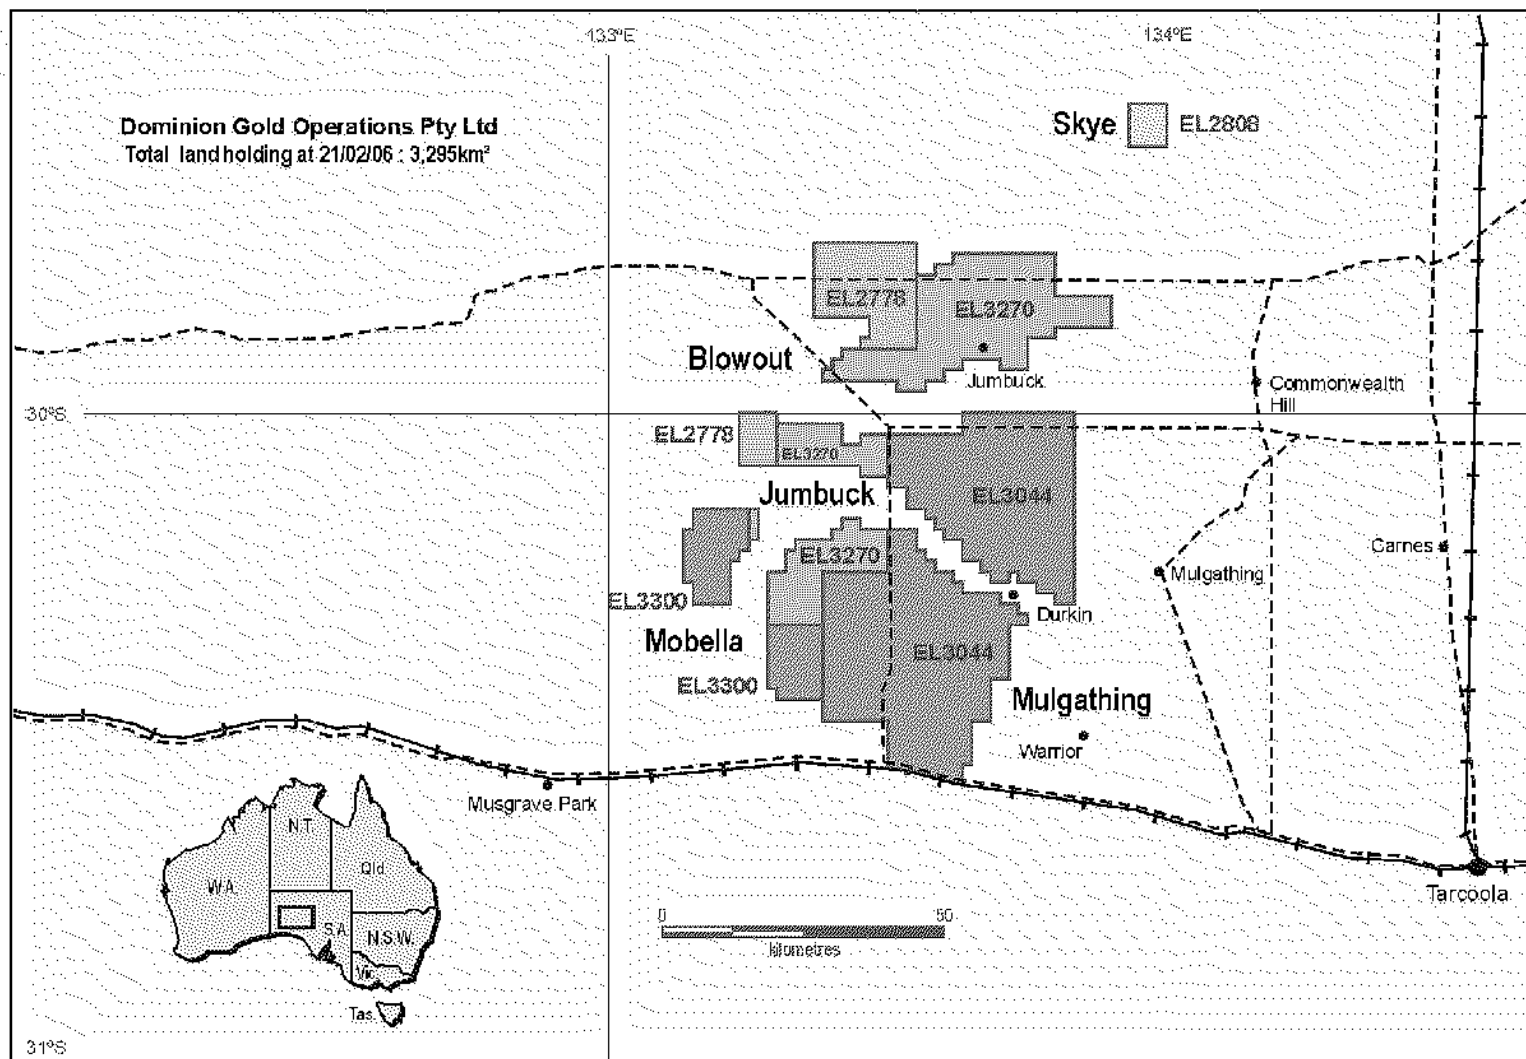 133°E
134°E
Dominion Gold Operations Pty Ltd
Total land holding at 21/02/06 : 3,295km²
Skye
EL2808
EL2778
EL3270
Blowout
Jumbuck
Commonwealth
Hill
30°S
EL2778
EL3270
Jumbuck
EL3044
Carnes
EL3270
Mulgathing
EL3300
Durkin
Mobella
EL3044
EL3300
Mulgathing
Warrior
Musgrave Park
N.T.
W.A.
Qld
S.A.
N.S.W.
Vic
Tas.
Tarcoola
0
50
kilometres
31°S